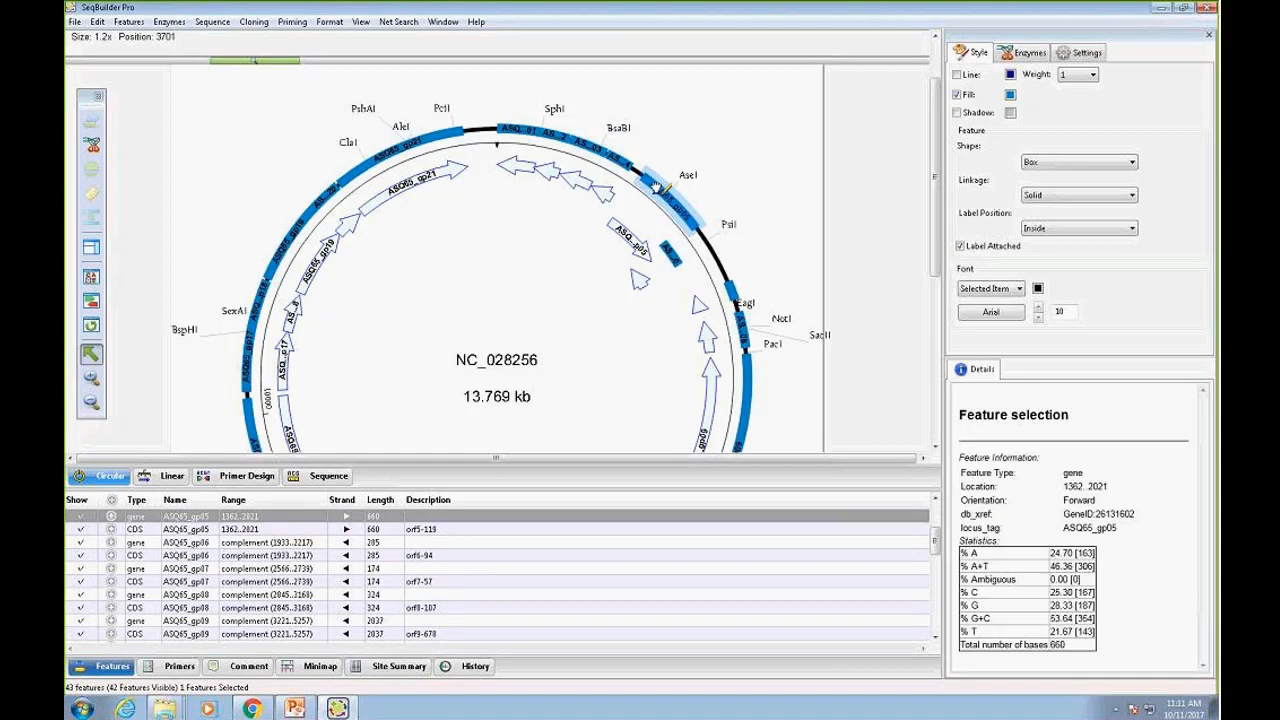 SeqBuilder Pro
File Edit Features Enzymes Sequence Cloning Priming Format View Net Search Window Help
Size: 1.2x Position: 3701
PshAI
PciI
AleI
ClaI
SphI
BsaBI
AseI
PsiI
EagI
NotI
SacII
PacI
SexAI
BspHI
ASQ65_gp21
ASQ65_gp21
ASQ65_gp19
ASQ65_gp19
ASQ_p17
ASQ65_gp17
ASQ_p05
NC_028256
13.769 kb
Circular Linear Primer Design Sequence
Show Type Name Range Strand Length Description
gene ASQ65_gp05 1362..2021 660
CDS ASQ65_gp05 1362..2021 660 orf5-119
gene ASQ65_gp06 complement (1933..2217) 285
CDS ASQ65_gp06 complement (1933..2217) 285 orf6-94
gene ASQ65_gp07 complement (2566..2739) 174
CDS ASQ65_gp07 complement (2566..2739) 174 orf7-57
gene ASQ65_gp08 complement (2845..3168) 324
CDS ASQ65_gp08 complement (2845..3168) 324 orf8-107
gene ASQ65_gp09 complement (3221..5257) 2037
CDS ASQ65_gp09 complement (3221..5257) 2037 orf9-678
Features Primers Comment Minimap Site Summary History
43 features (42 Features Visible) 1 Features Selected
Style Enzymes Settings
Line: Weight: 1
Fill:
Shadow:
Feature
Shape: Box
Linkage: Solid
Label Position: Inside
Label Attached
Font
Selected Item
Arial 10
Details
Feature selection
Feature Information:
Feature Type: gene
Location: 1362..2021
Orientation: Forward
db_xref: GeneID:26131602
locus_tag: ASQ65_gp05
Statistics:
% A 24.70 [163]
% A+T 46.36 [306]
% Ambiguous 0.00 [0]
% C 25.30 [167]
% G 28.33 [187]
% G+C 53.64 [354]
% T 21.67 [143]
Total number of bases 660
11:11 AM
10/11/2017